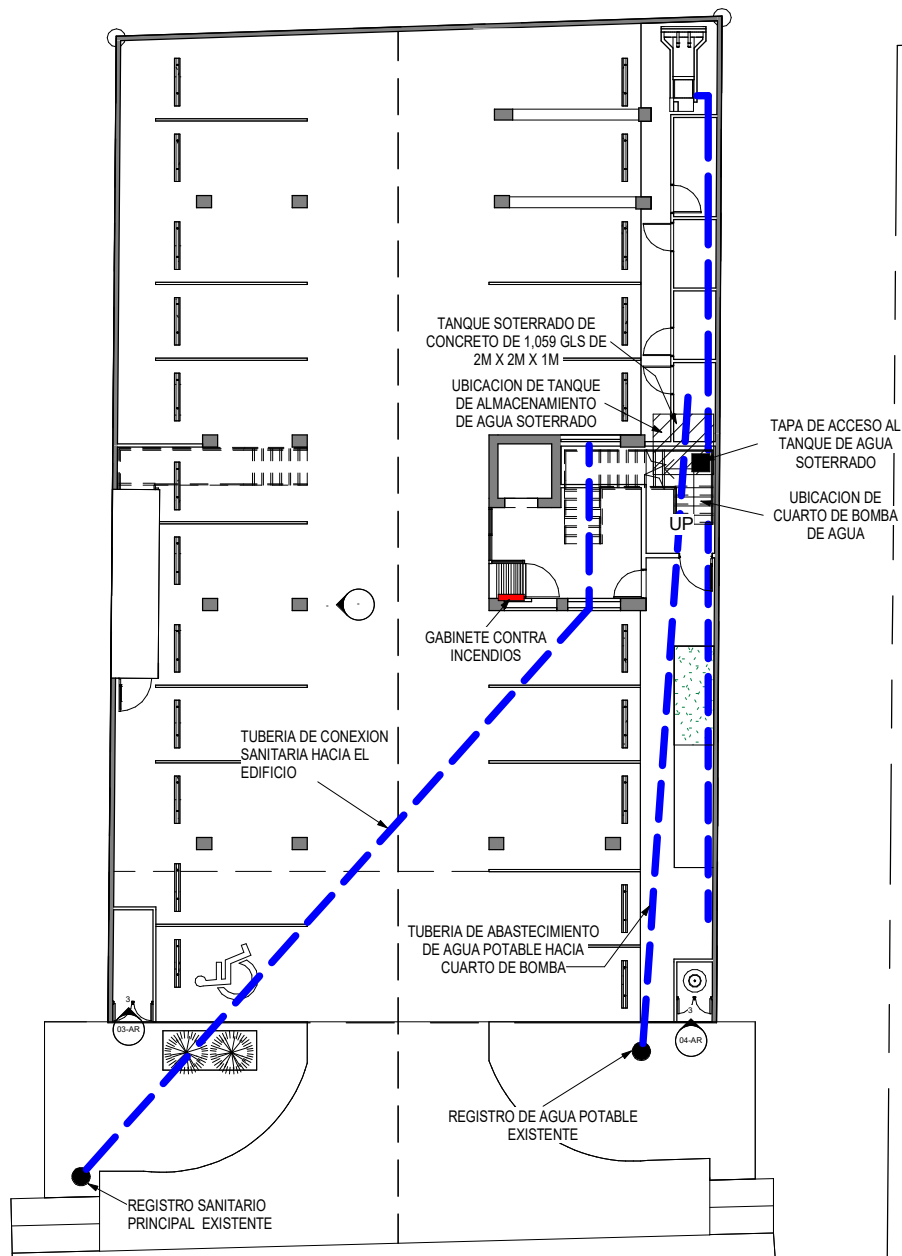 TANQUE SOTERRADO DE
CONCRETO DE 1,059 GLS DE
2M X 2M X 1M
UBICACION DE TANQUE
DE ALMACENAMIENTO
DE AGUA SOTERRADO
TAPA DE ACCESO AL
TANQUE DE AGUA
SOTERRADO
UBICACION DE
CUARTO DE BOMBA
DE AGUA
UP
GABINETE CONTRA
INCENDIOS
TUBERIA DE CONEXION
SANITARIA HACIA EL
EDIFICIO
TUBERIA DE ABASTECIMIENTO
DE AGUA POTABLE HACIA
CUARTO DE BOMBA
3
03-AR
3
04-AR
REGISTRO DE AGUA POTABLE
EXISTENTE
REGISTRO SANITARIO
PRINCIPAL EXISTENTE